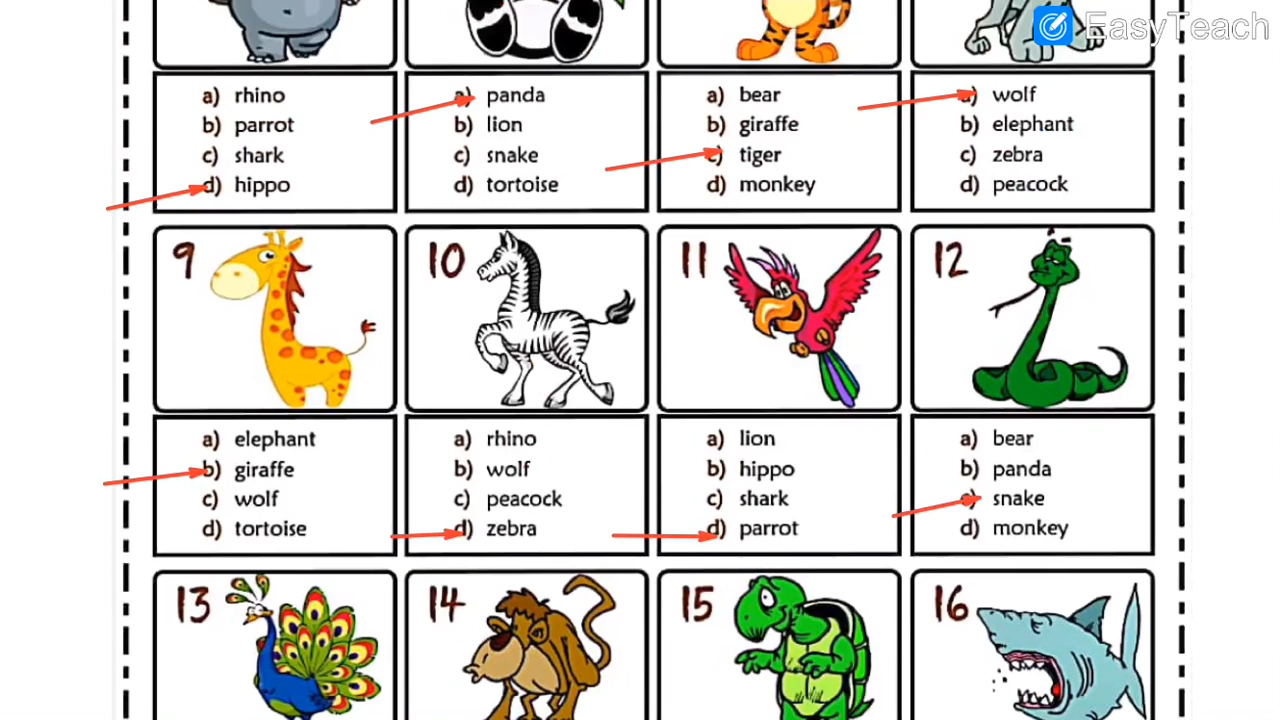 EasyTeach
a) rhino
b) parrot
c) shark
d) hippo
a) panda
b) lion
c) snake
d) tortoise
a) bear
b) giraffe
c) tiger
d) monkey
a) wolf
b) elephant
c) zebra
d) peacock
9
10
11
12
a) elephant
b) giraffe
c) wolf
d) tortoise
a) rhino
b) wolf
c) peacock
d) zebra
a) lion
b) hippo
c) shark
d) parrot
a) bear
b) panda
c) snake
d) monkey
13
14
15
16